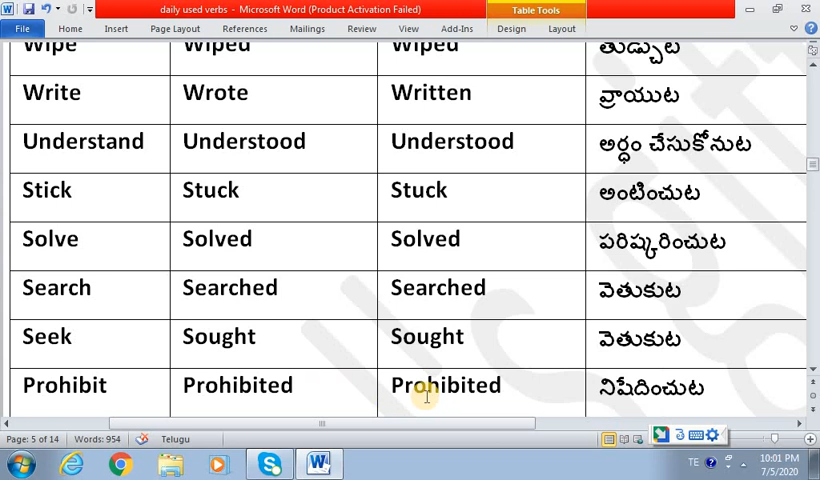 daily used verbs - Microsoft Word (Product Activation Failed)
Table Tools
File Home Insert Page Layout References Mailings Review View Add-Ins Design Layout
Wipe Wiped Wiped తుడ్చుట
Write Wrote Written వ్రాయుట
Understand Understood Understood అర్ధం చేసుకోనుట
Stick Stuck Stuck అంటించుట
Solve Solved Solved పరిష్కరించుట
Search Searched Searched వెతుకుట
Seek Sought Sought వెతుకుట
Prohibit Prohibited Prohibited నిషేదించుట
Page: 5 of 14 Words: 954 Telugu
TE 10:01 PM
7/5/2020